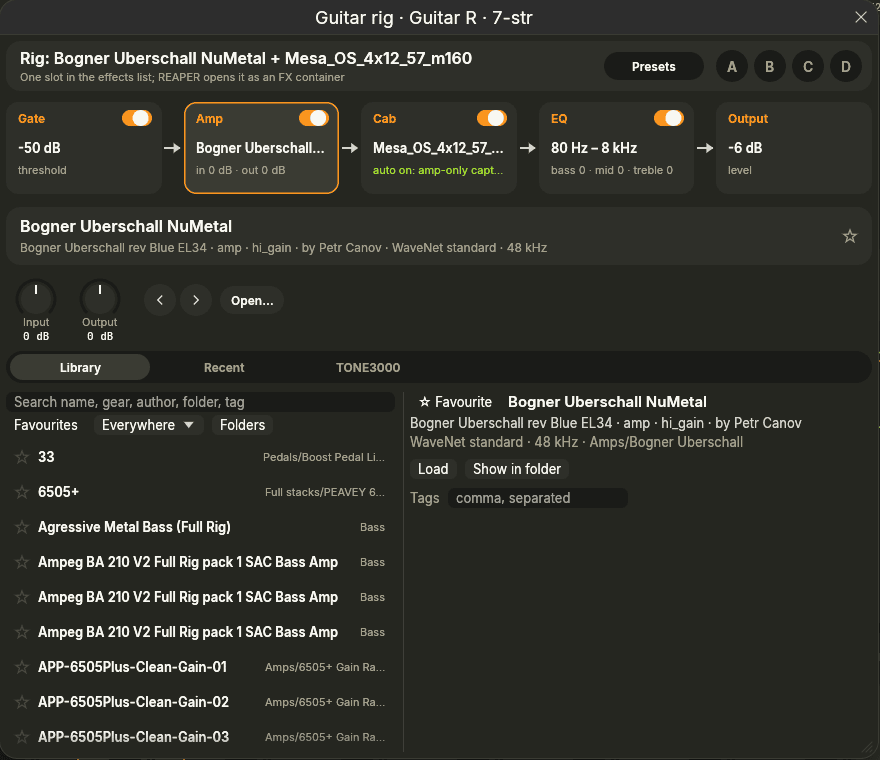 Guitar rig · Guitar R · 7-str
Rig: Bogner Uberschall NuMetal + Mesa_OS_4x12_57_m160
One slot in the effects list; REAPER opens it as an FX container
Presets
A B C D
Gate
-50 dB
threshold
Amp
Bogner Uberschall...
in 0 dB · out 0 dB
Cab
Mesa_OS_4x12_57_...
auto on: amp-only capt...
EQ
80 Hz – 8 kHz
bass 0 · mid 0 · treble 0
Output
-6 dB
level
Bogner Uberschall NuMetal
Bogner Uberschall rev Blue EL34 · amp · hi_gain · by Petr Canov · WaveNet standard · 48 kHz
Input
0 dB
Output
0 dB
Open...
Library Recent TONE3000
Search name, gear, author, folder, tag
Favourites Everywhere Folders
33 Pedals/Boost Pedal Li...
6505+ Full stacks/PEAVEY 6...
Agressive Metal Bass (Full Rig) Bass
Ampeg BA 210 V2 Full Rig pack 1 SAC Bass Amp Bass
Ampeg BA 210 V2 Full Rig pack 1 SAC Bass Amp Bass
Ampeg BA 210 V2 Full Rig pack 1 SAC Bass Amp Bass
APP-6505Plus-Clean-Gain-01 Amps/6505+ Gain Ra...
APP-6505Plus-Clean-Gain-02 Amps/6505+ Gain Ra...
APP-6505Plus-Clean-Gain-03 Amps/6505+ Gain Ra...
☆ Favourite Bogner Uberschall NuMetal
Bogner Uberschall rev Blue EL34 · amp · hi_gain · by Petr Canov
WaveNet standard · 48 kHz · Amps/Bogner Uberschall
Load Show in folder
Tags comma, separated